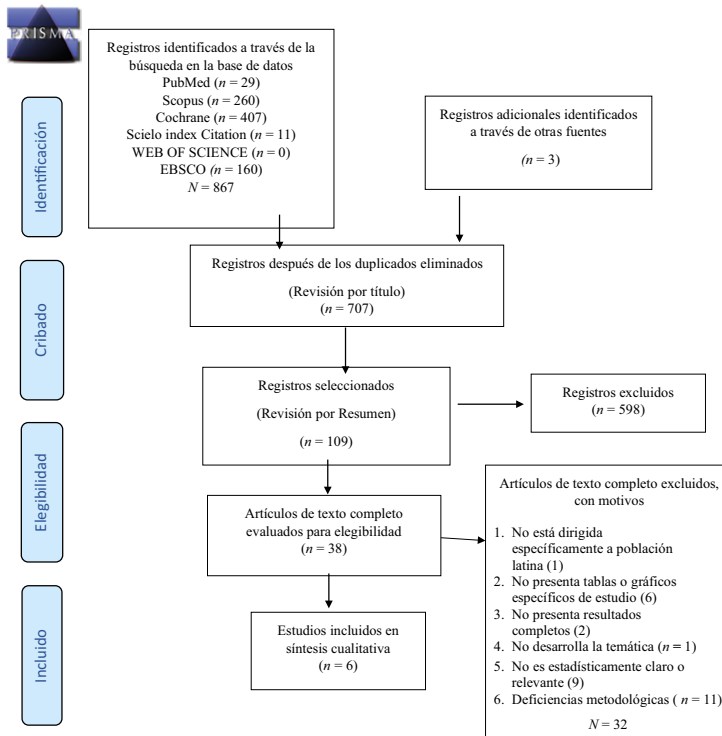 PRISMA
Registros identificados a través de la
búsqueda en la base de datos
PubMed (n = 29)
Scopus (n = 260)
Cochrane (n = 407)
Scielo index Citation (n = 11)
WEB OF SCIENCE (n = 0)
EBSCO (n = 160)
N = 867
Registros adicionales identificados
a través de otras fuentes
(n = 3)
Identificación
Registros después de los duplicados eliminados
(Revisión por título)
(n = 707)
Cribado
Registros seleccionados
(Revisión por Resumen)
(n = 109)
Registros excluidos
(n = 598)
Elegibilidad
Artículos de texto completo
evaluados para elegibilidad
(n = 38)
Artículos de texto completo excluidos,
con motivos
1. No está dirigida
específicamente a población
latina (1)
2. No presenta tablas o gráficos
específicos de estudio (6)
3. No presenta resultados
completos (2)
4. No desarrolla la temática (n = 1)
5. No es estadísticamente claro o
relevante (9)
6. Deficiencias metodológicas ( n = 11)
N = 32
Incluido
Estudios incluidos en
síntesis cualitativa
(n = 6)